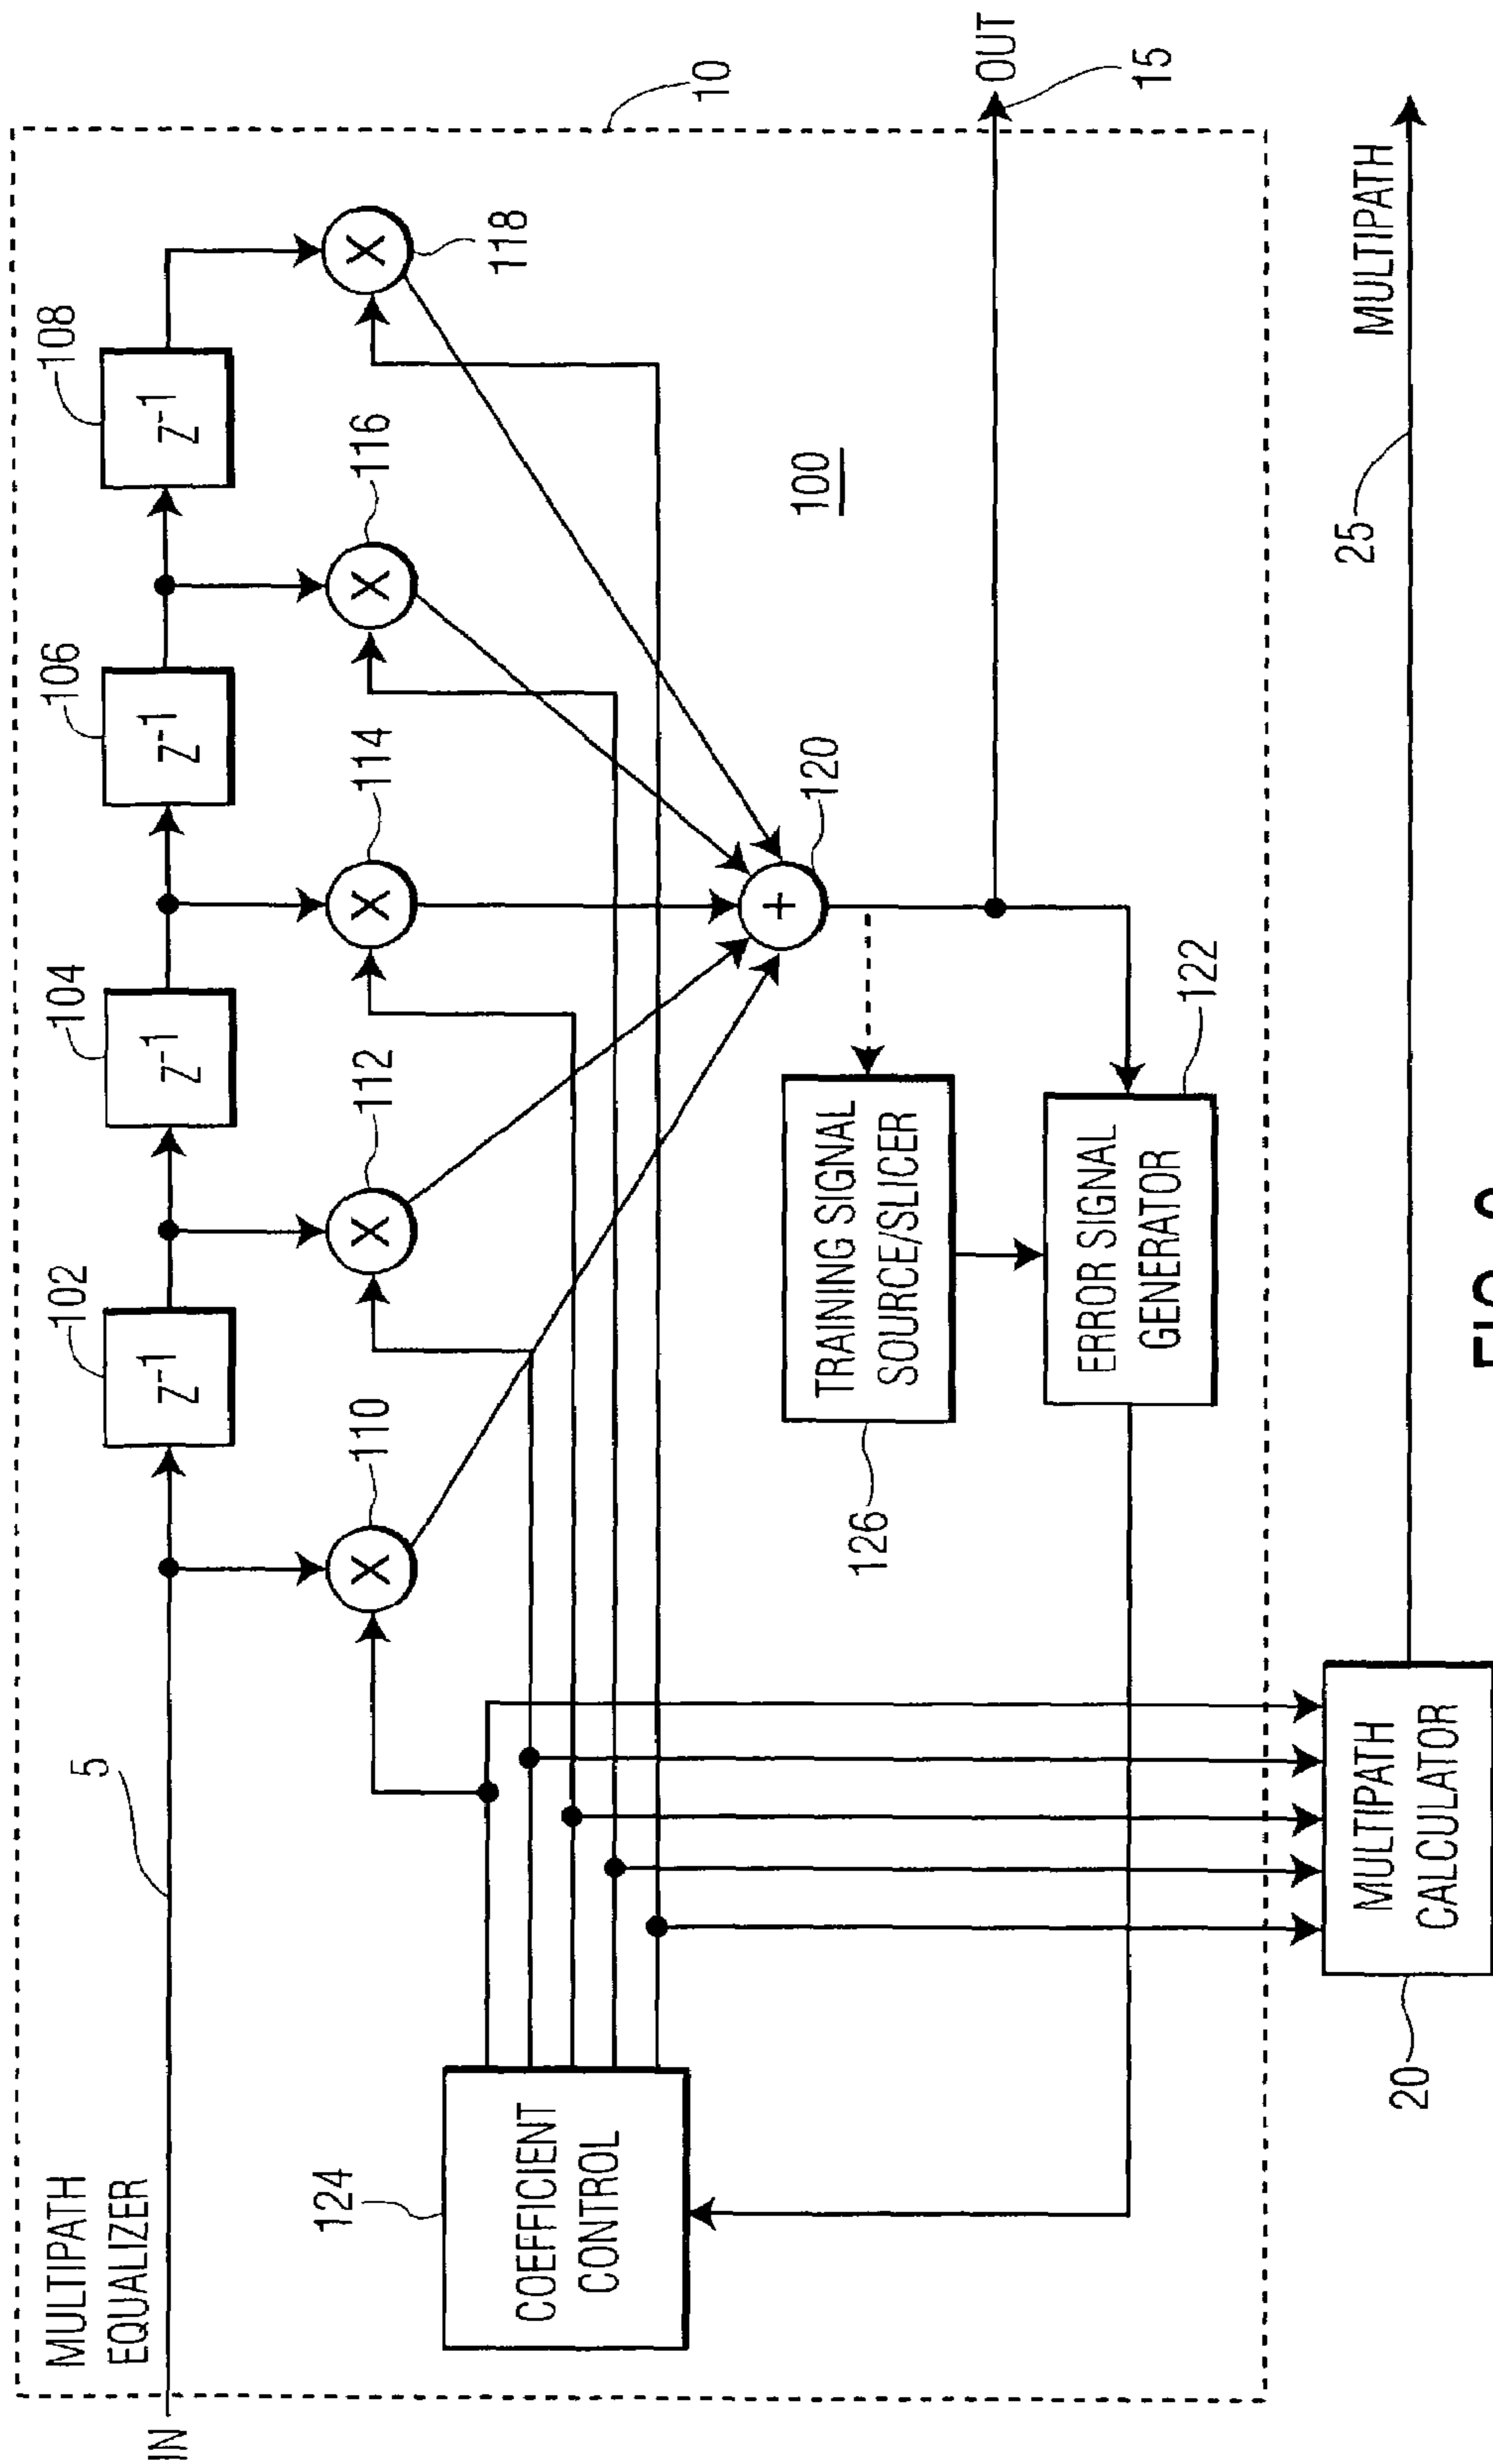 MULTIPATH
EQUALIZER
IN
5
102
104
106
108
Z⁻¹
Z⁻¹
Z⁻¹
Z⁻¹
10
X
X
X
X
X
110
112
114
116
118
124
COEFFICIENT
CONTROL
+
120
100
TRAINING SIGNAL
SOURCE/SLICER
126
OUT
15
ERROR SIGNAL
GENERATOR
122
MULTIPATH
CALCULATOR
20
MULTIPATH
25